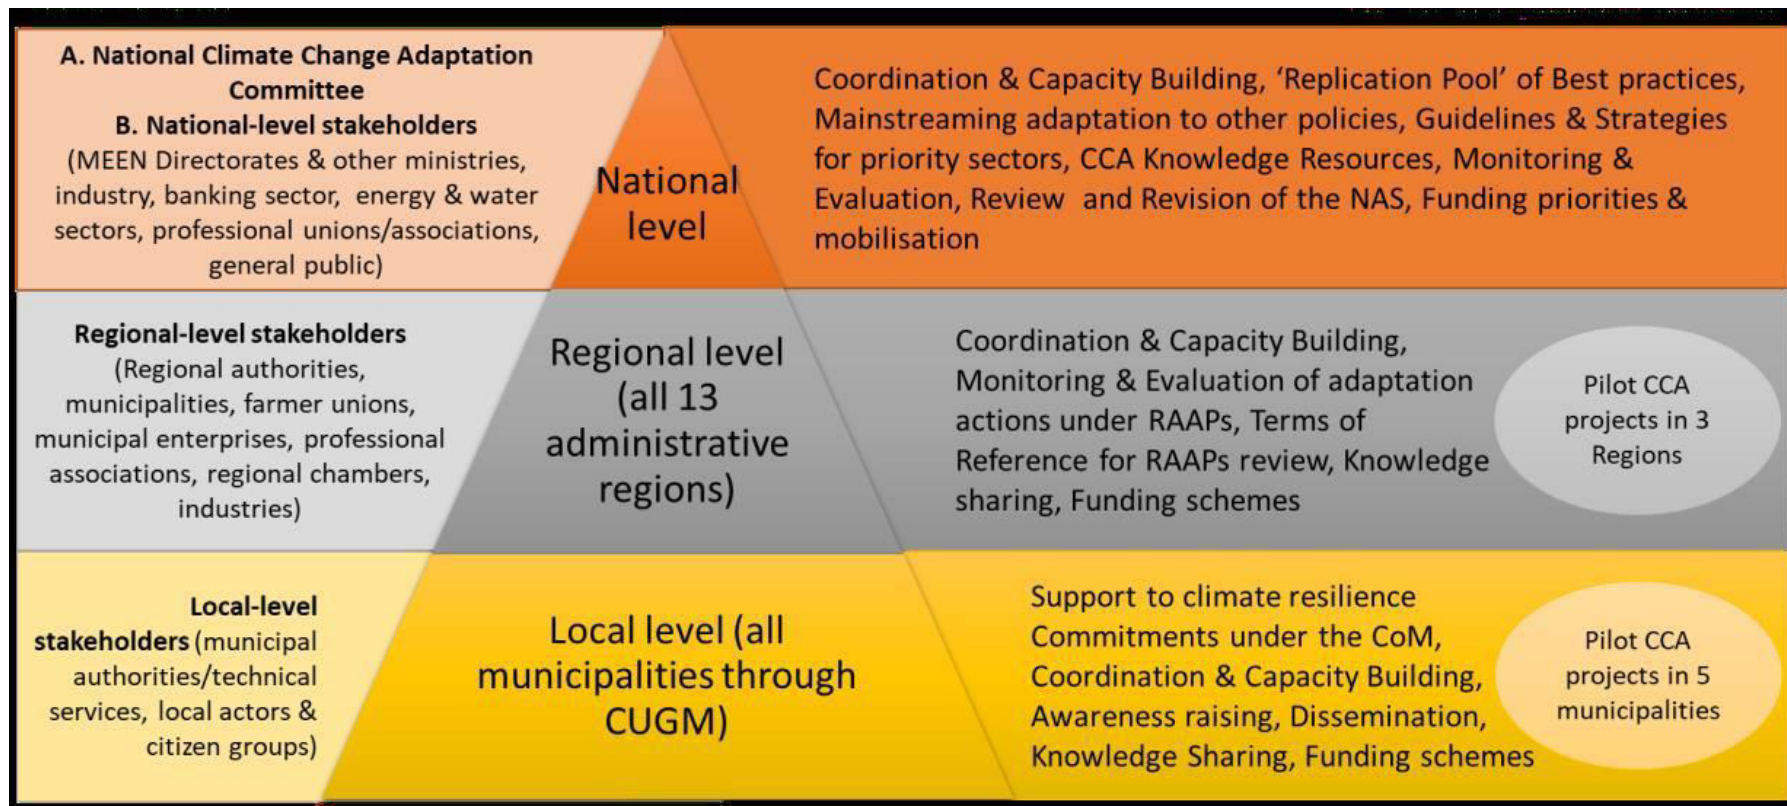 A. National Climate Change Adaptation
Committee
B. National-level stakeholders
(MEEN Directorates & other ministries,
industry, banking sector, energy & water
sectors, professional unions/associations,
general public)
National
level
Coordination & Capacity Building, ‘Replication Pool’ of Best practices,
Mainstreaming adaptation to other policies, Guidelines & Strategies
for priority sectors, CCA Knowledge Resources, Monitoring &
Evaluation, Review and Revision of the NAS, Funding priorities &
mobilisation
Regional-level stakeholders
(Regional authorities,
municipalities, farmer unions,
municipal enterprises, professional
associations, regional chambers,
industries)
Regional level
(all 13
administrative
regions)
Coordination & Capacity Building,
Monitoring & Evaluation of adaptation
actions under RAAPs, Terms of
Reference for RAAPs review, Knowledge
sharing, Funding schemes
Pilot CCA
projects in 3
Regions
Local-level
stakeholders (municipal
authorities/technical
services, local actors &
citizen groups)
Local level (all
municipalities through
CUGM)
Support to climate resilience
Commitments under the CoM,
Coordination & Capacity Building,
Awareness raising, Dissemination,
Knowledge Sharing, Funding schemes
Pilot CCA
projects in 5
municipalities